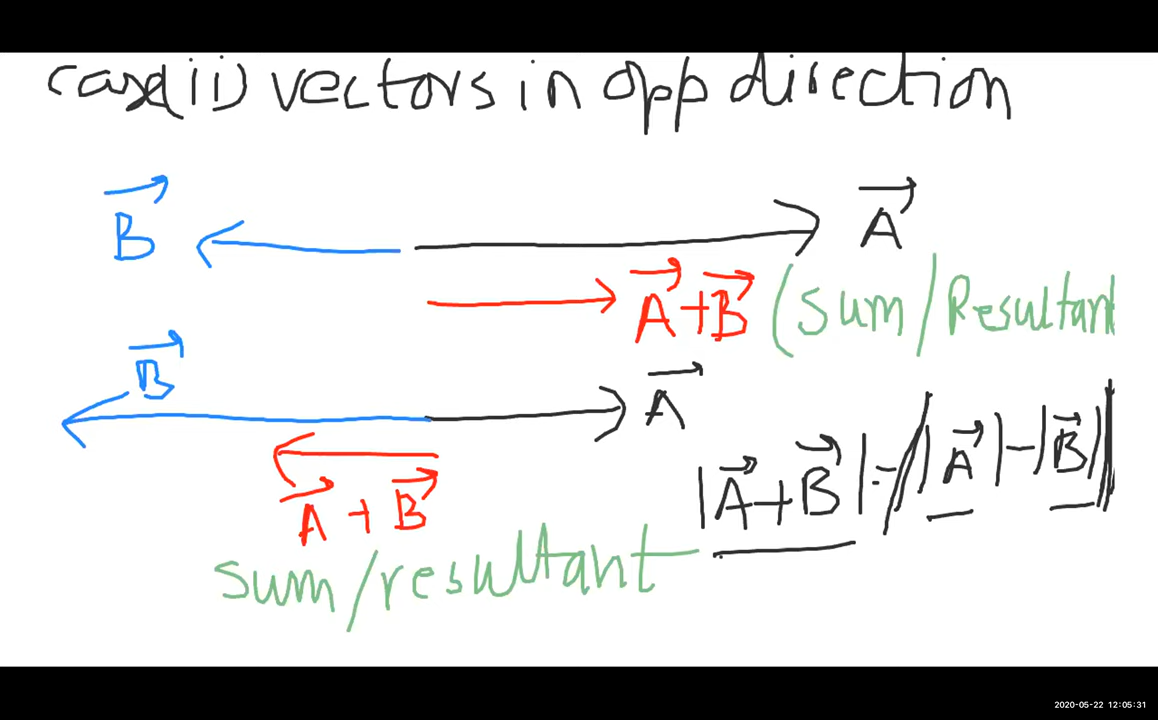 case(ii) vectors in opp direction
B⃗ A⃗
A⃗+B⃗ (sum/Resultant
B⃗ A⃗
|A⃗+B⃗|=||A⃗|-|B⃗||
A⃗+B⃗
sum/resultant
2020-05-22 12:05:31